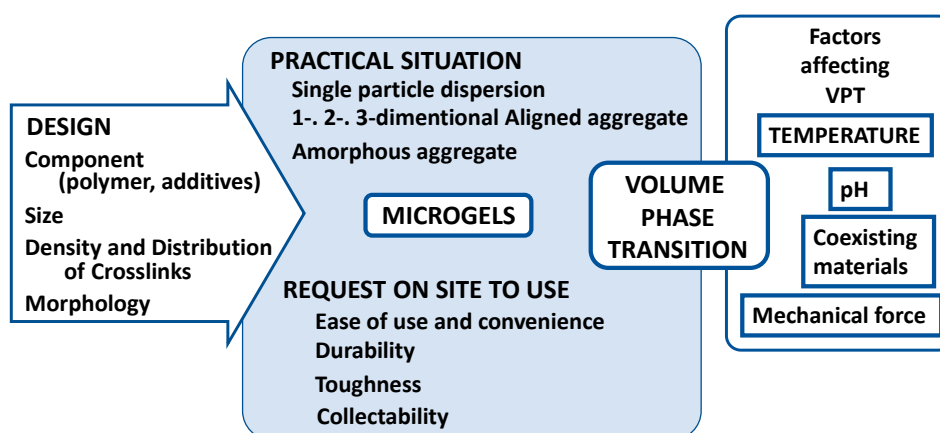 DESIGN
Component
(polymer, additives)
Size
Density and Distribution
of Crosslinks
Morphology
PRACTICAL SITUATION
Single particle dispersion
1-. 2-. 3-dimentional Aligned aggregate
Amorphous aggregate
MICROGELS
REQUEST ON SITE TO USE
Ease of use and convenience
Durability
Toughness
Collectability
VOLUME
PHASE
TRANSITION
Factors
affecting
VPT
TEMPERATURE
pH
Coexisting
materials
Mechanical force